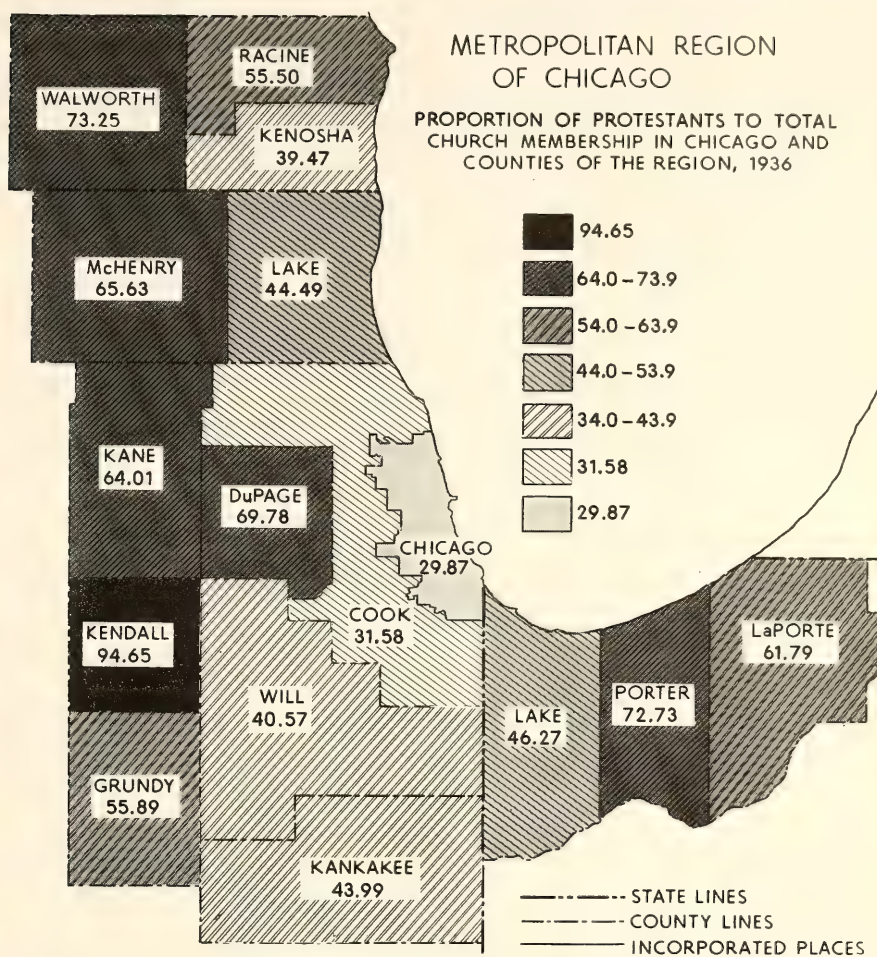 METROPOLITAN REGION
OF CHICAGO
PROPORTION OF PROTESTANTS TO TOTAL
CHURCH MEMBERSHIP IN CHICAGO AND
COUNTIES OF THE REGION, 1936
94.65
64.0–73.9
54.0–63.9
44.0–53.9
34.0–43.9
31.58
29.87
RACINE
55.50
WALWORTH
73.25
KENOSHA
39.47
McHENRY
65.63
LAKE
44.49
KANE
64.01
DuPAGE
69.78
CHICAGO
29.87
COOK
31.58
KENDALL
94.65
WILL
40.57
LAKE
46.27
PORTER
72.73
LaPORTE
61.79
GRUNDY
55.89
KANKAKEE
43.99
STATE LINES
COUNTY LINES
INCORPORATED PLACES